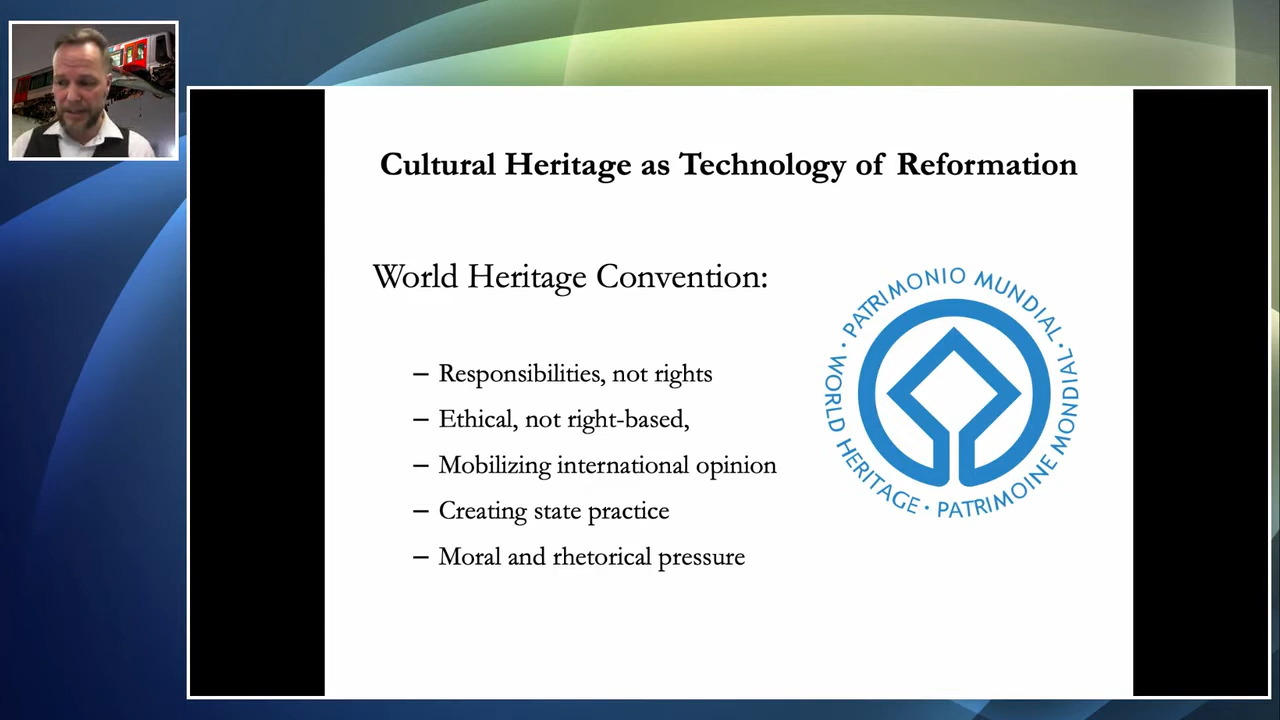 Cultural Heritage as Technology of Reformation
World Heritage Convention:
– Responsibilities, not rights
– Ethical, not right-based,
– Mobilizing international opinion
– Creating state practice
– Moral and rhetorical pressure
PATRIMONIO MUNDIAL
• WORLD HERITAGE • PATRIMOINE MONDIAL •